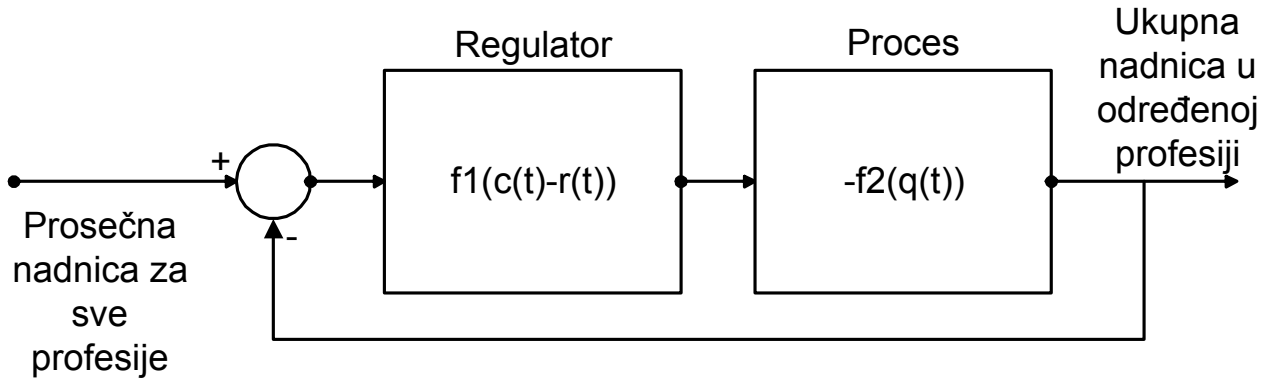 Regulator
Proces
Ukupna
nadnica u
određenoj
profesiji
+
f1(c(t)-r(t))
-f2(q(t))
-
Prosečna
nadnica za
sve
profesije